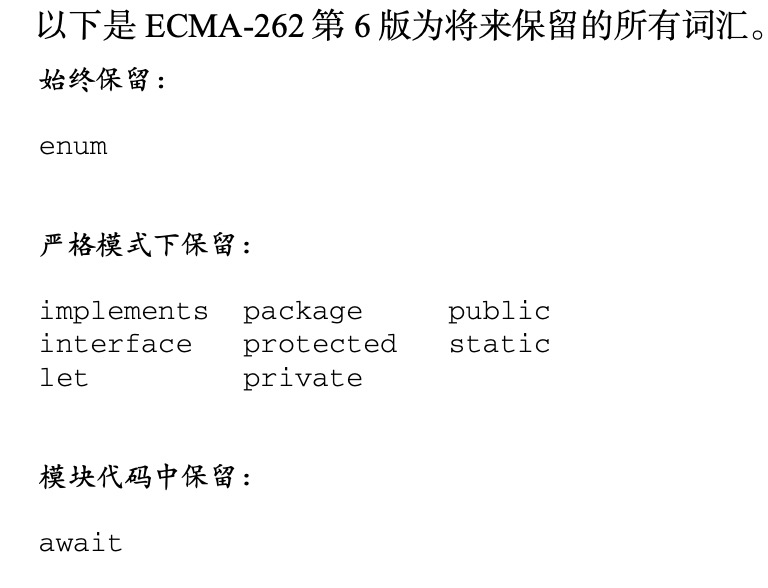 以下是 ECMA-262 第 6 版为将来保留的所有词汇。
始终保留：
enum
严格模式下保留：
implements package public
interface protected static
let private
模块代码中保留：
await